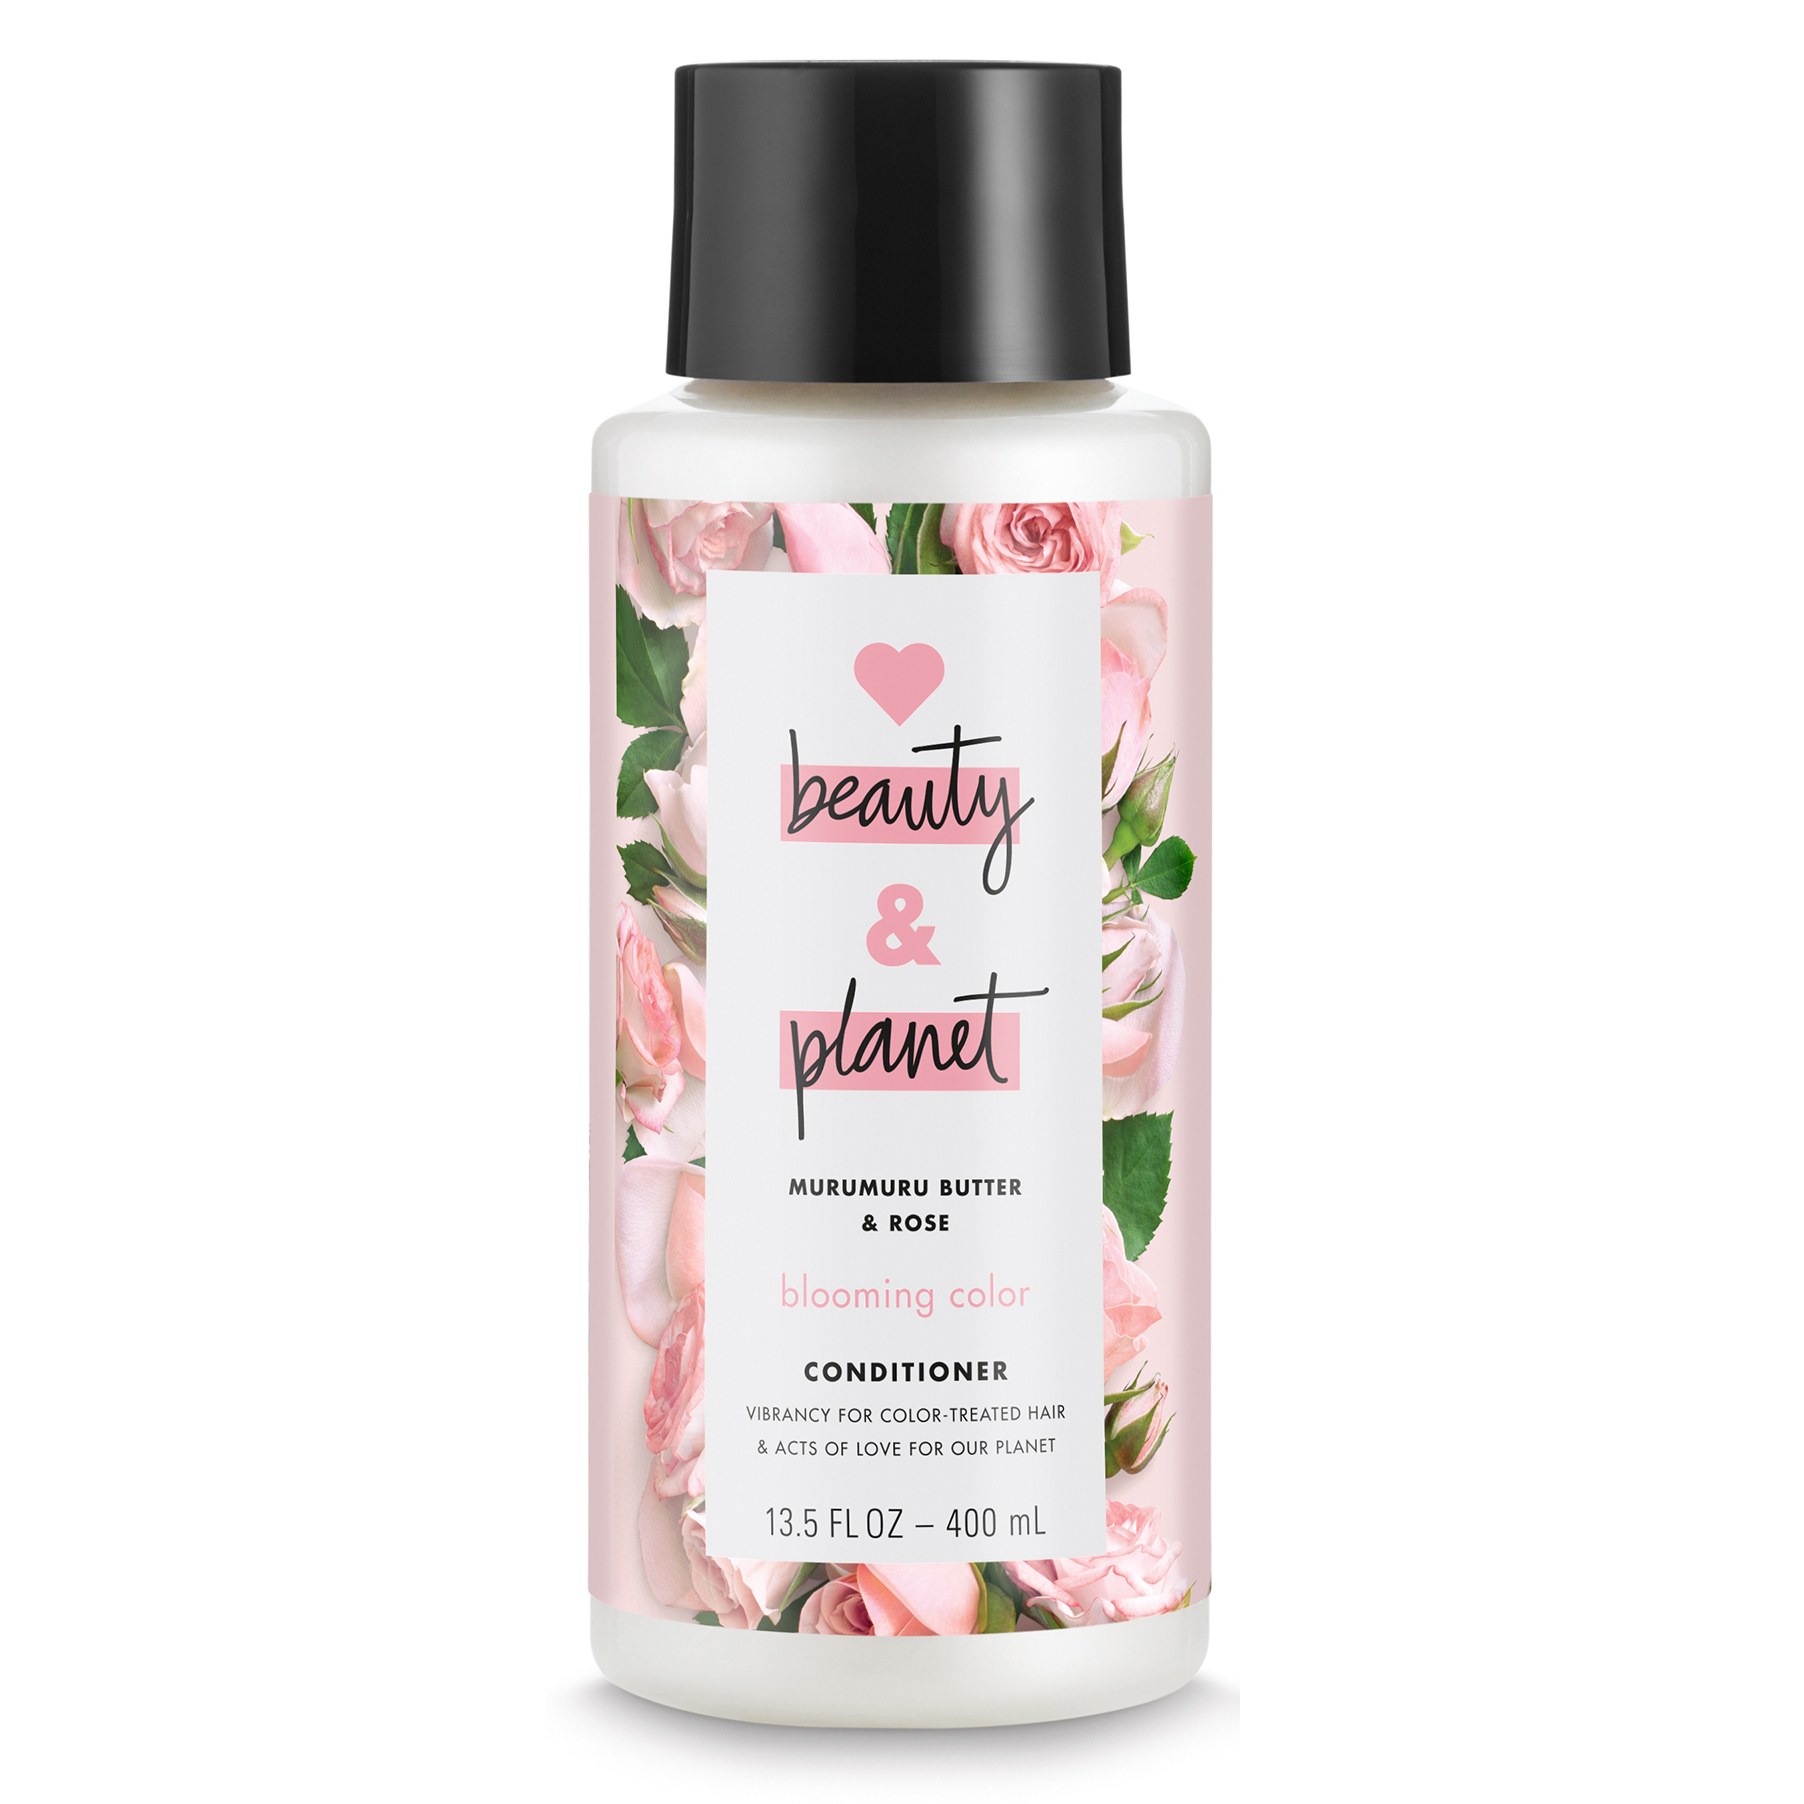 beauty
&
planet
MURUMURU BUTTER
& ROSE
blooming color
CONDITIONER
VIBRANCY FOR COLOR-TREATED HAIR
& ACTS OF LOVE FOR OUR PLANET
13.5 FL OZ – 400 mL